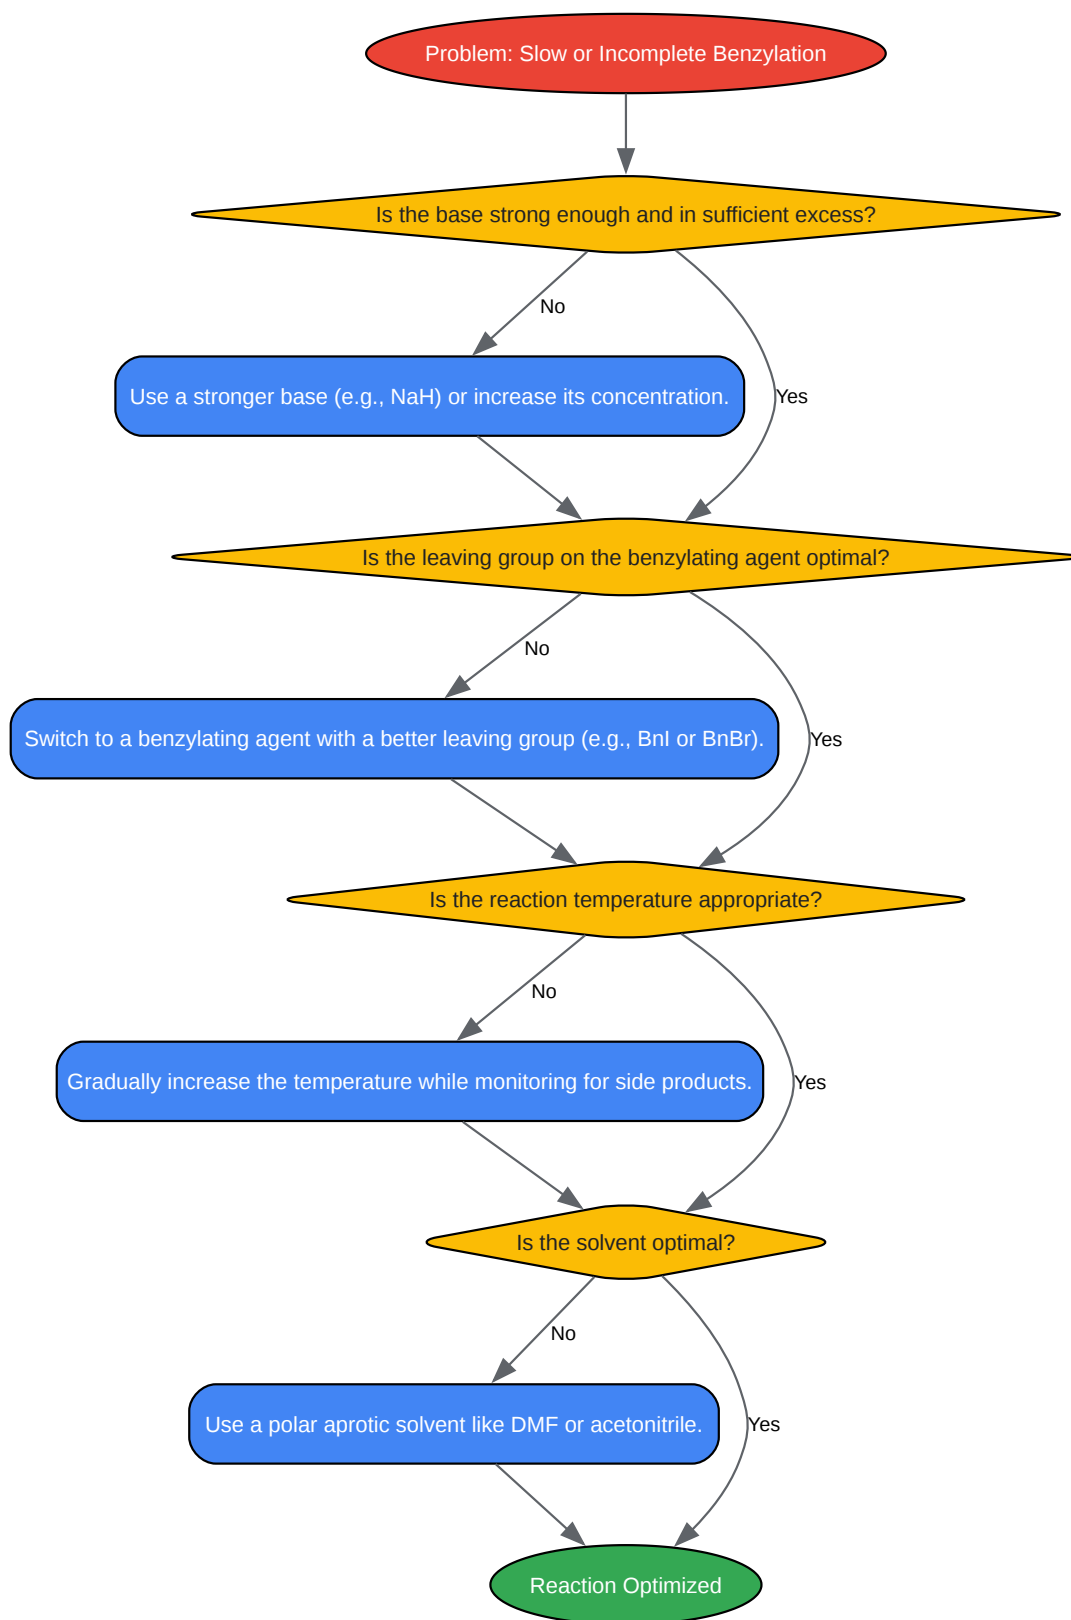 Problem: Slow or Incomplete Benzylation
Is the base strong enough and in sufficient excess?
No
Use a stronger base (e.g., NaH) or increase its concentration.
Yes
Is the leaving group on the benzylating agent optimal?
No
Switch to a benzylating agent with a better leaving group (e.g., BnI or BnBr).
Yes
Is the reaction temperature appropriate?
No
Gradually increase the temperature while monitoring for side products.
Yes
Is the solvent optimal?
No
Use a polar aprotic solvent like DMF or acetonitrile.
Yes
Reaction Optimized